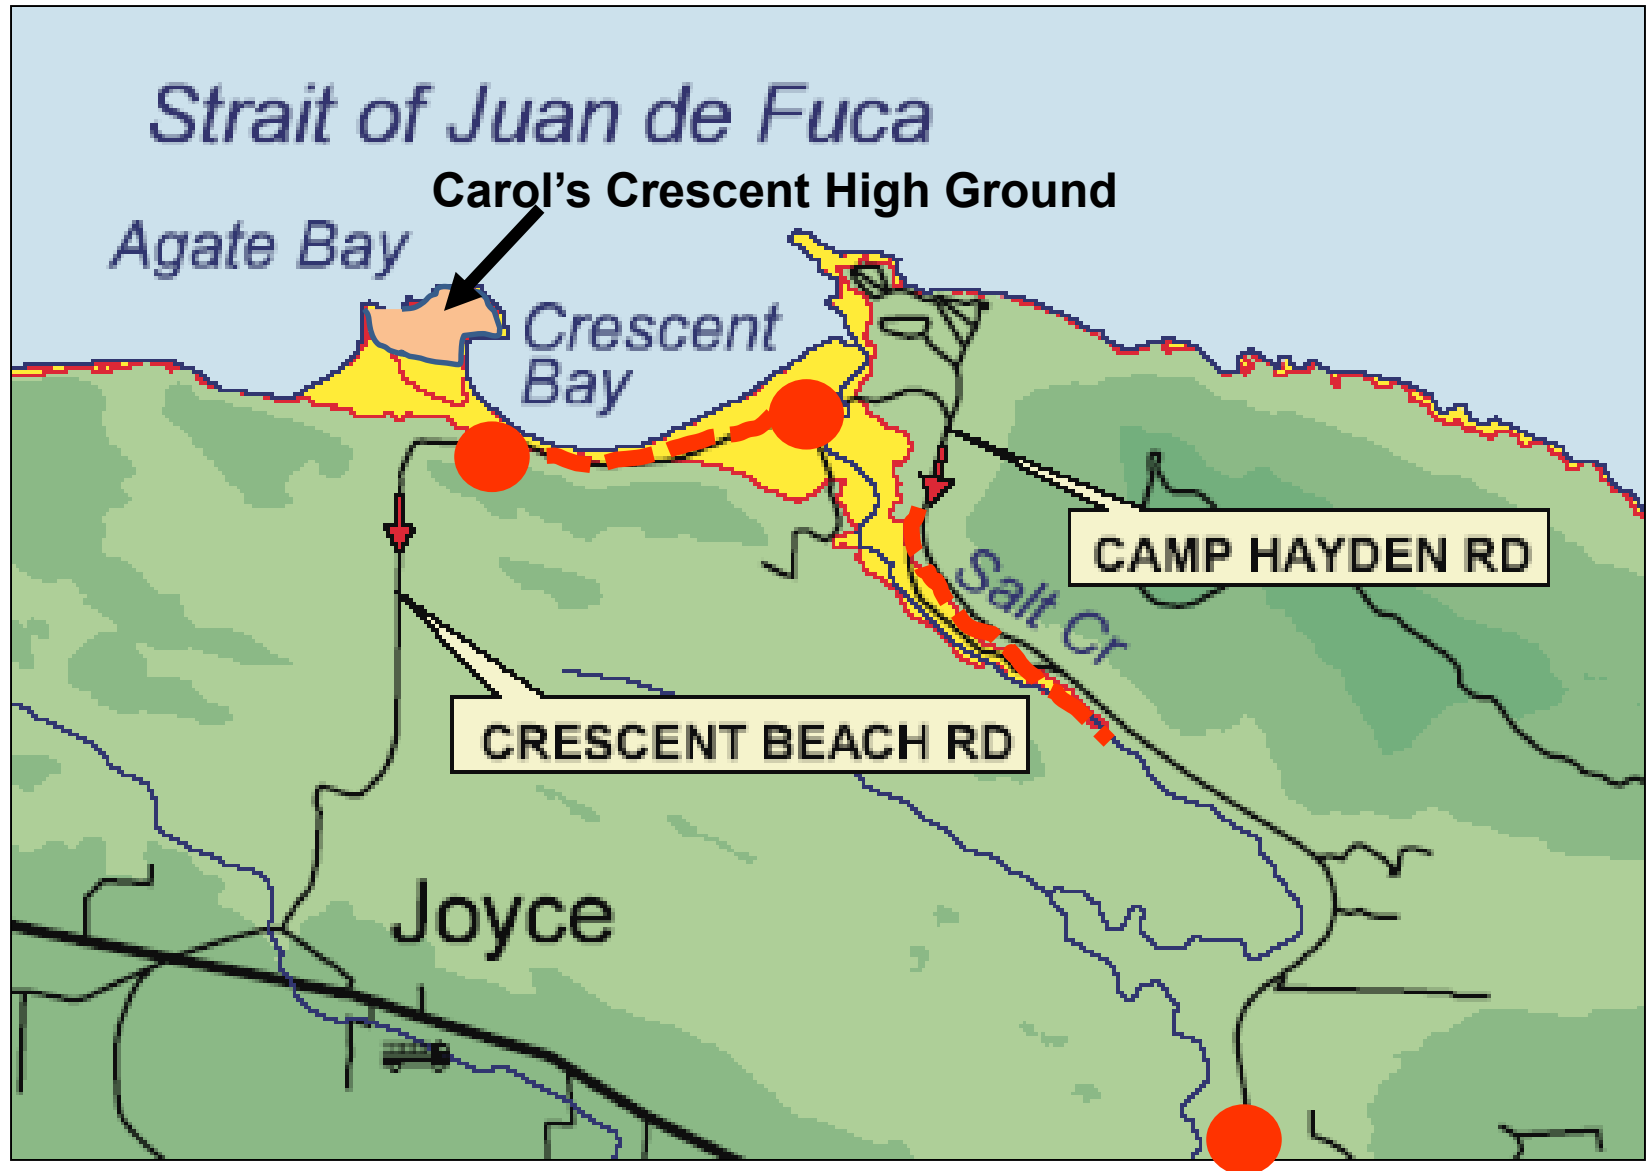 Strait of Juan de Fuca
Carol’s Crescent High Ground
Agate Bay
Crescent
Bay
CAMP HAYDEN RD
Salt Cr
CRESCENT BEACH RD
Joyce